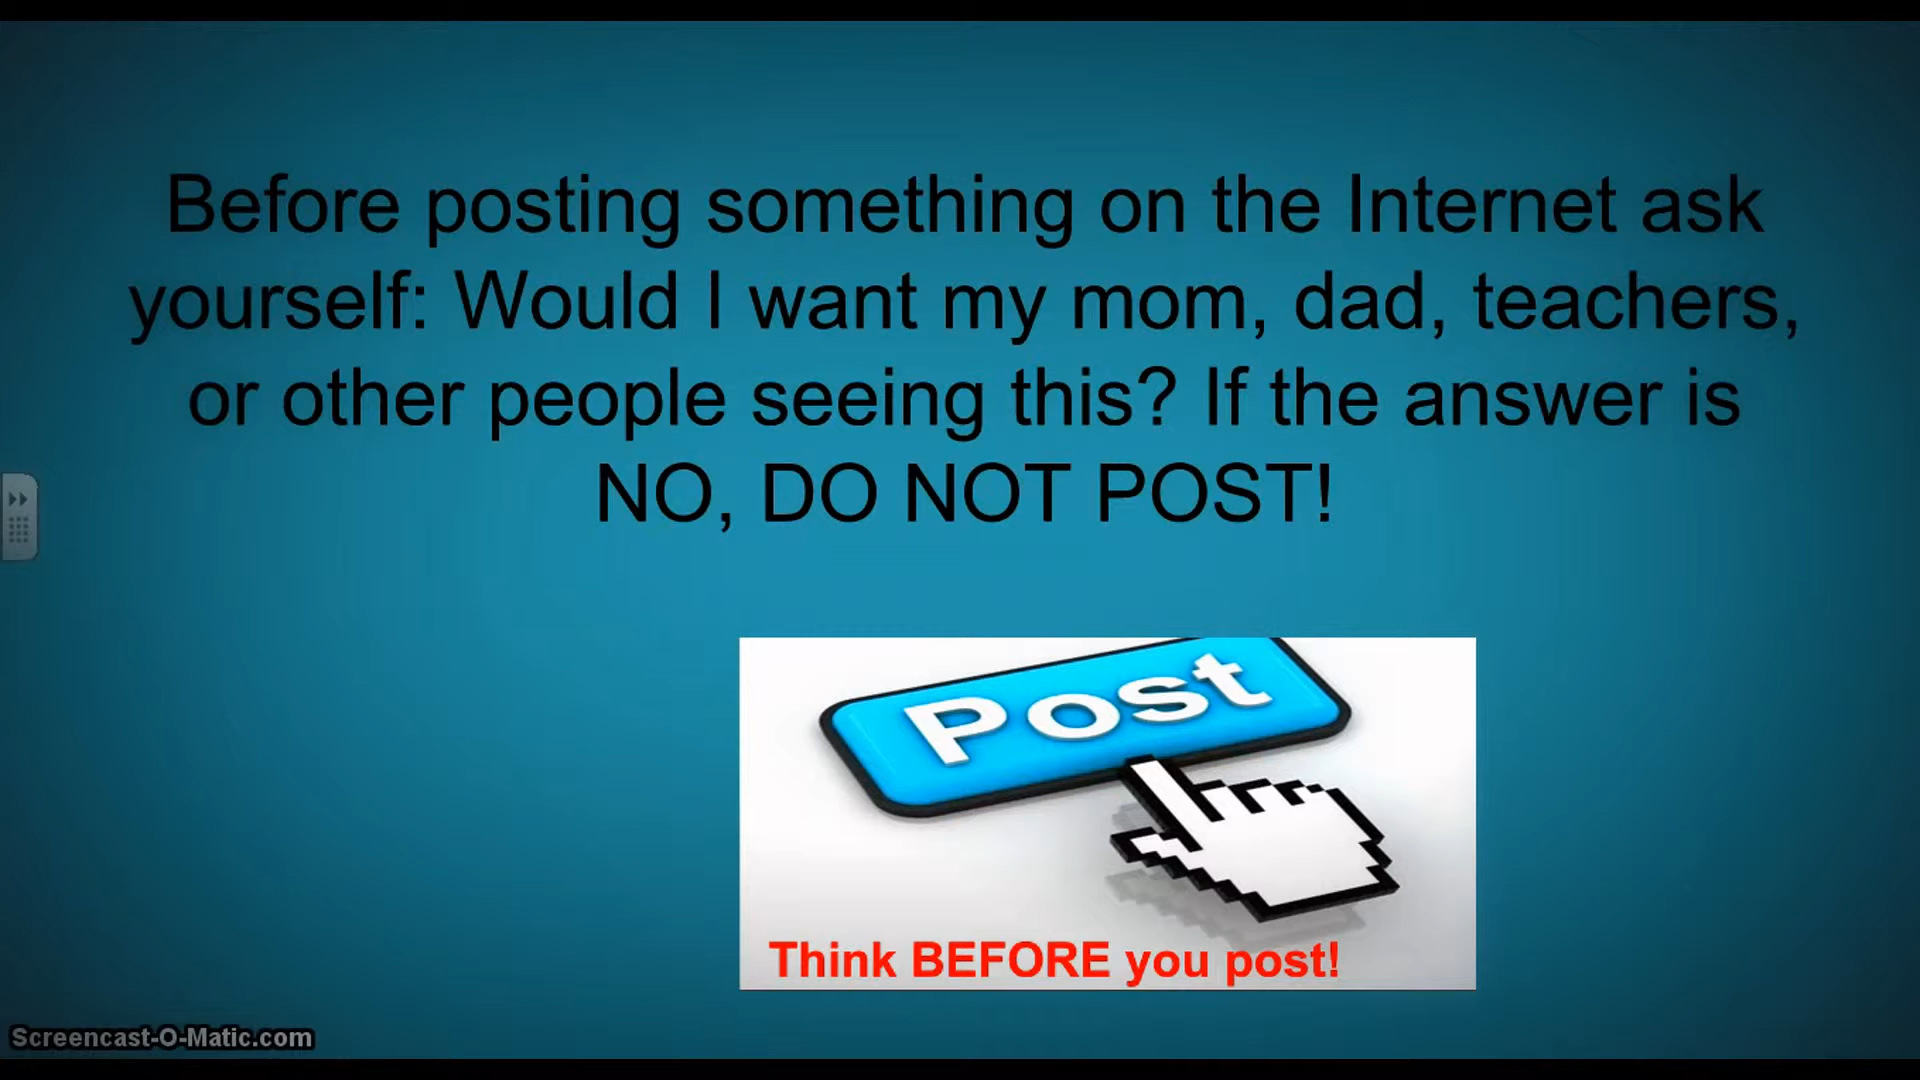 Before posting something on the Internet ask
yourself: Would I want my mom, dad, teachers,
or other people seeing this? If the answer is
NO, DO NOT POST!
Post
Think BEFORE you post!
Screencast-O-Matic.com